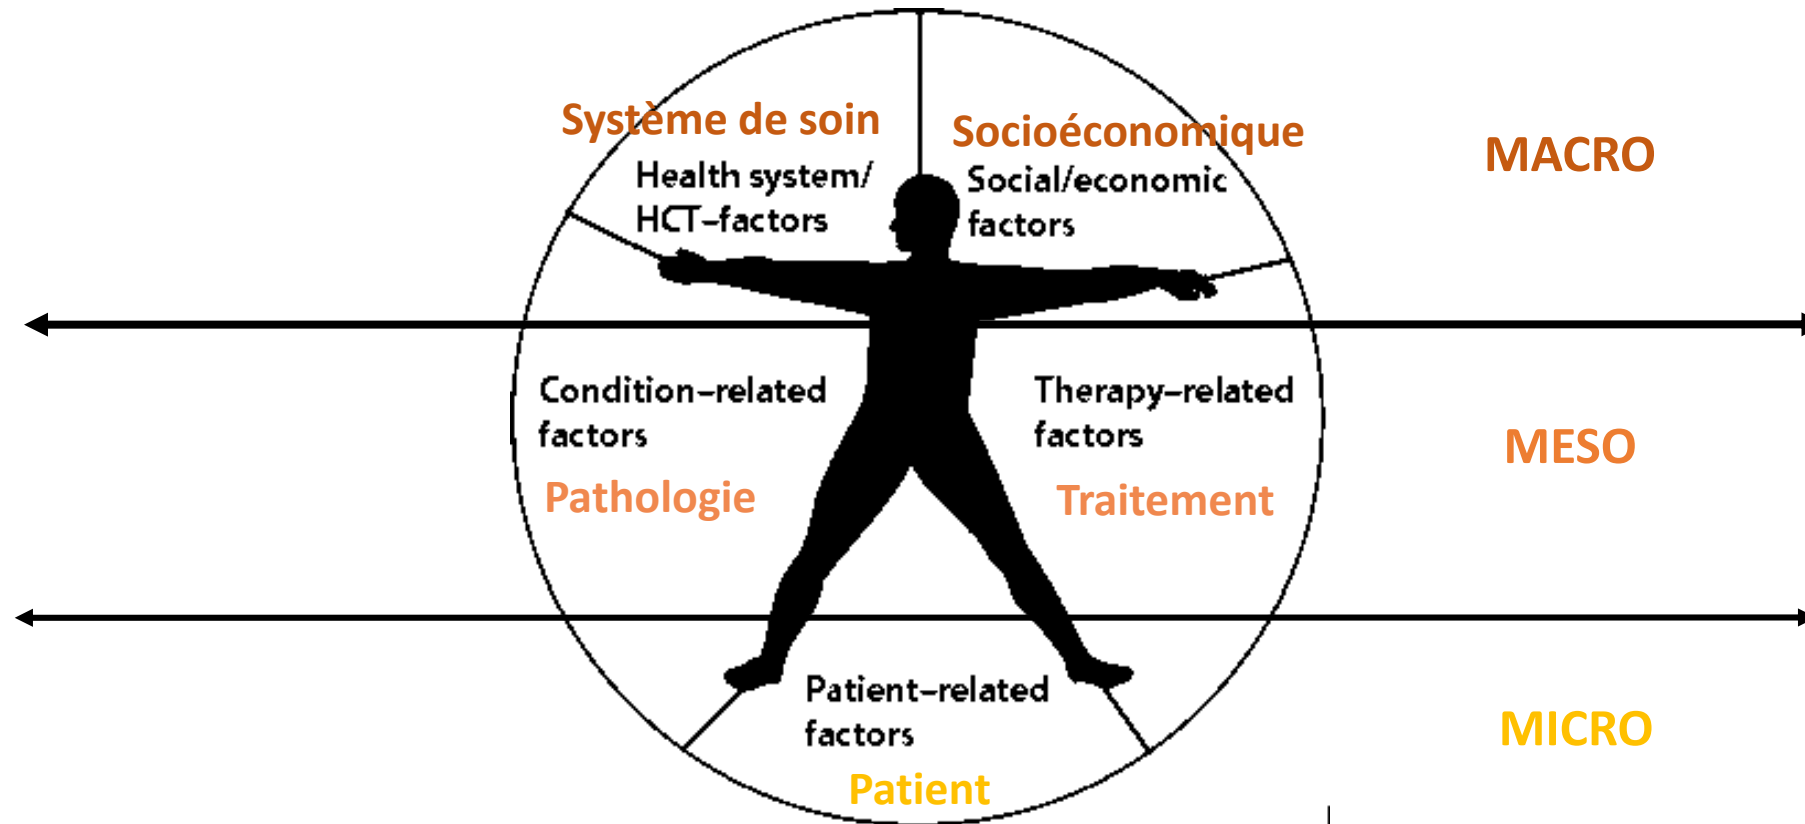 Système de soin
Health system/
HCT–factors
Socioéconomique
Social/economic
factors
MACRO
Condition–related
factors
Pathologie
Therapy–related
factors
Traitement
MESO
Patient–related
factors
Patient
MICRO